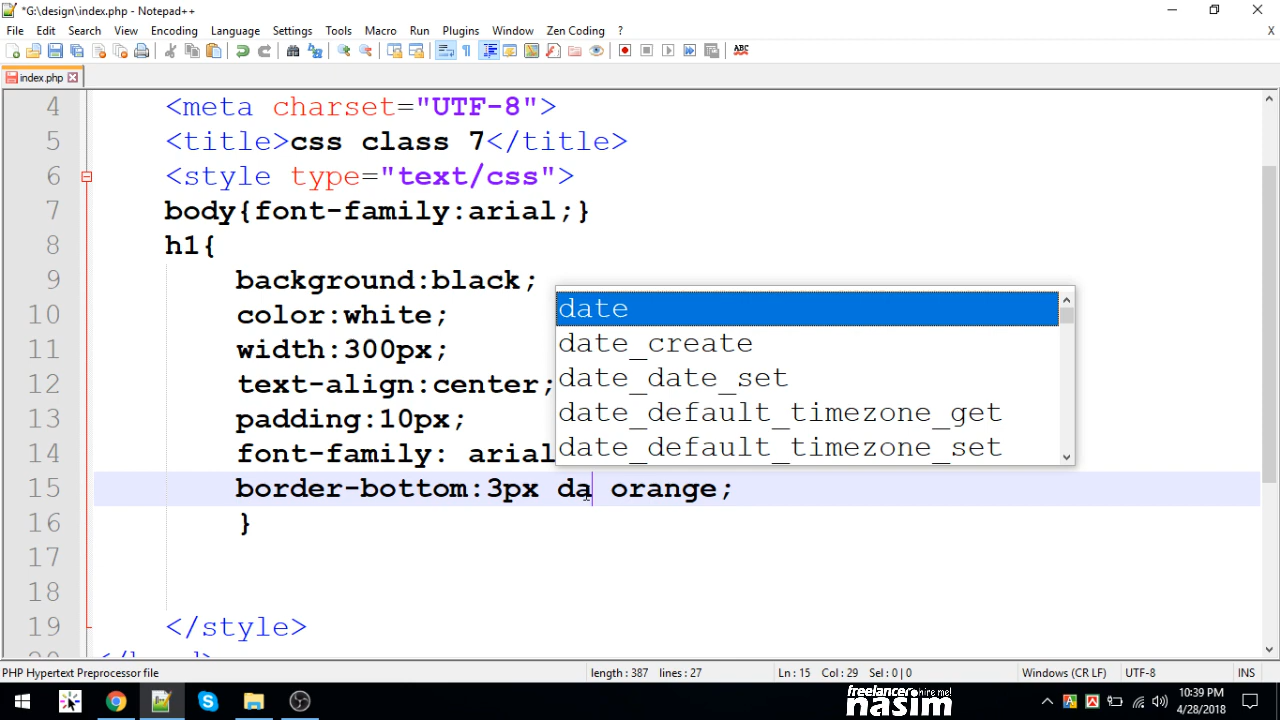 *G:\design\index.php - Notepad++
File Edit Search View Encoding Language Settings Tools Macro Run Plugins Window Zen Coding ? X
index.php
4 <meta charset="UTF-8">
5 <title>css class 7</title>
6 <style type="text/css">
7 body{font-family:arial;}
8 h1{
9 background:black;
10 color:white;
11 width:300px;
12 text-align:center;
13 padding:10px;
14 font-family: arial
15 border-bottom:3px da orange;
16 }
17
18
19 </style>
date
date_create
date_date_set
date_default_timezone_get
date_default_timezone_set
PHP Hypertext Preprocessor file length : 387 lines : 27 Ln : 15 Col : 29 Sel : 0 | 0 Windows (CR LF) UTF-8 INS
freelancer hire me!
nasim
10:39 PM
4/28/2018